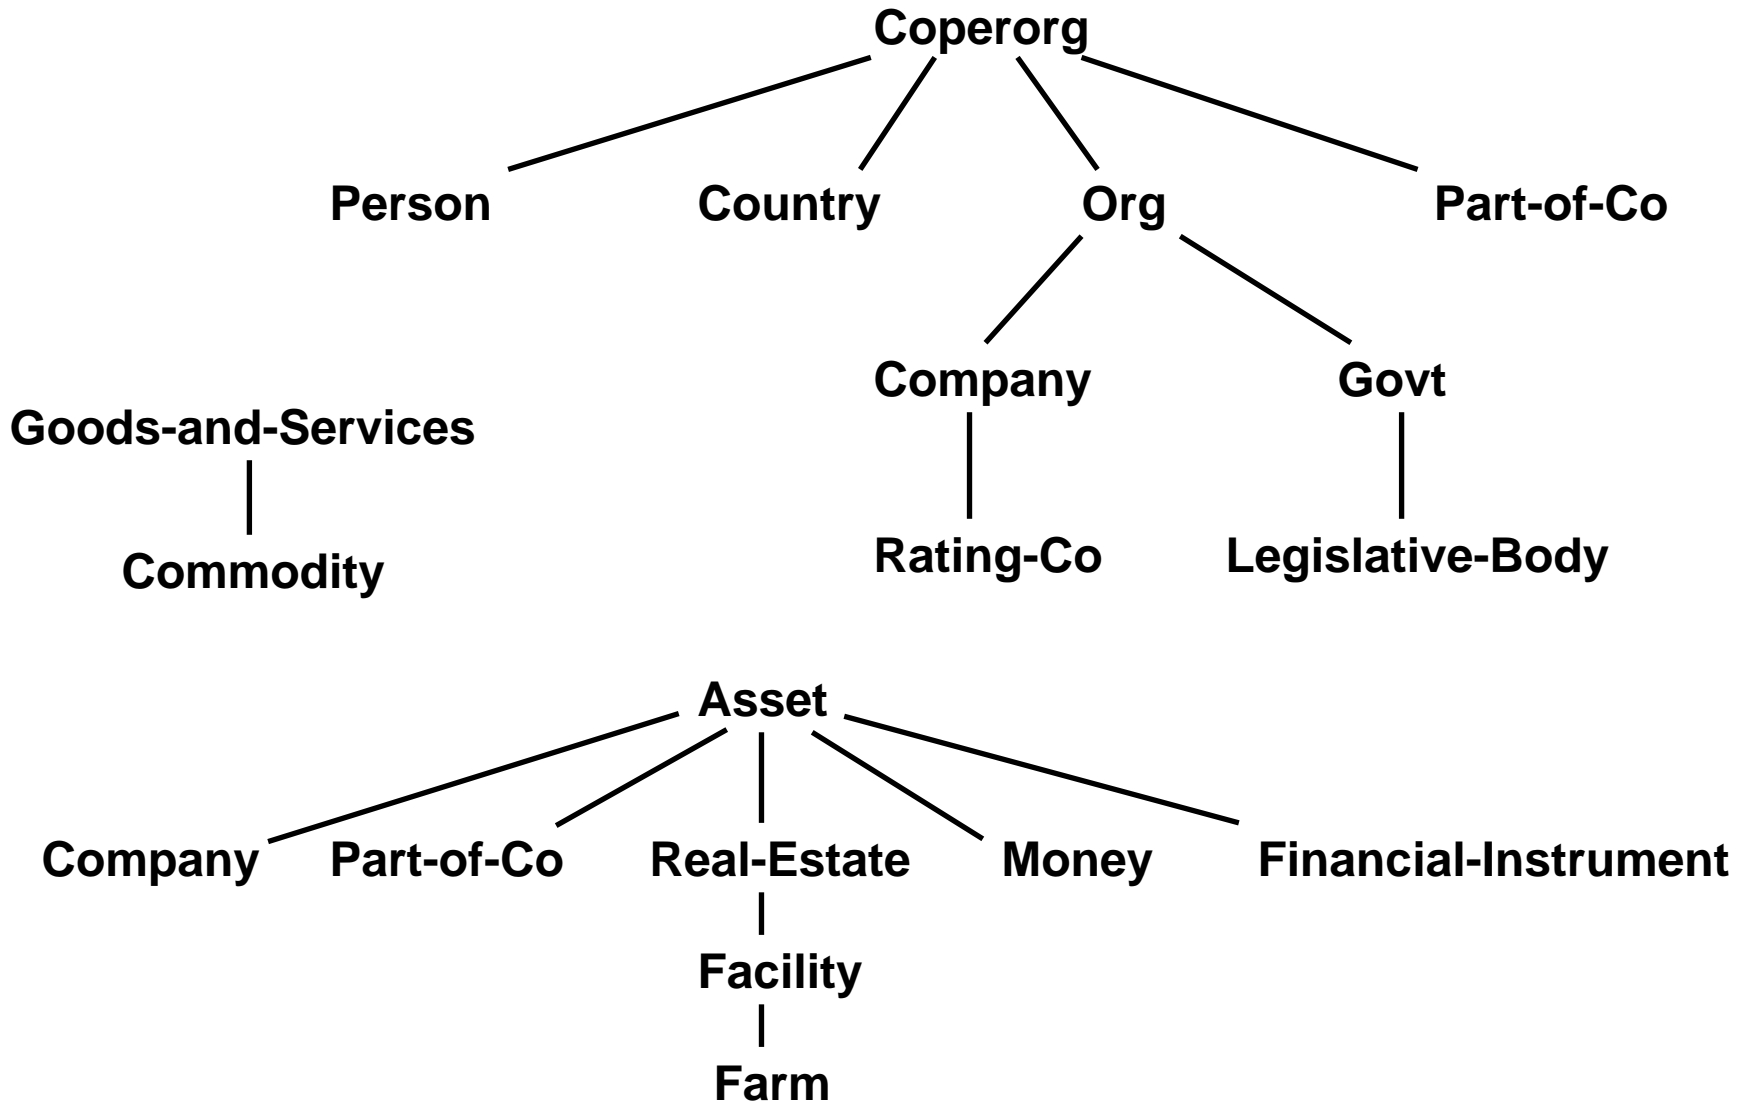 Coperorg
Person Country Org Part-of-Co
Company Govt
Goods-and-Services
Rating-Co Legislative-Body
Commodity
Asset
Company Part-of-Co Real-Estate Money Financial-Instrument
Facility
Farm